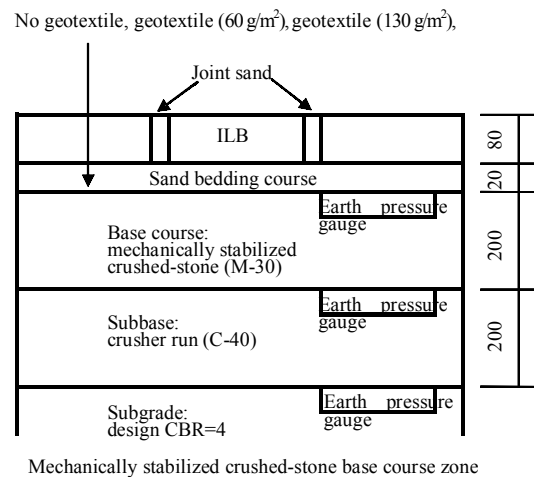 No geotextile, geotextile (60 g/m²), geotextile (130 g/m²),
Joint sand
ILB
80
Sand bedding course
20
Earth pressure
gauge
Base course:
mechanically stabilized
crushed-stone (M-30)
200
Earth pressure
gauge
Subbase:
crusher run (C-40)
200
Earth pressure
gauge
Subgrade:
design CBR=4
Mechanically stabilized crushed-stone base course zone